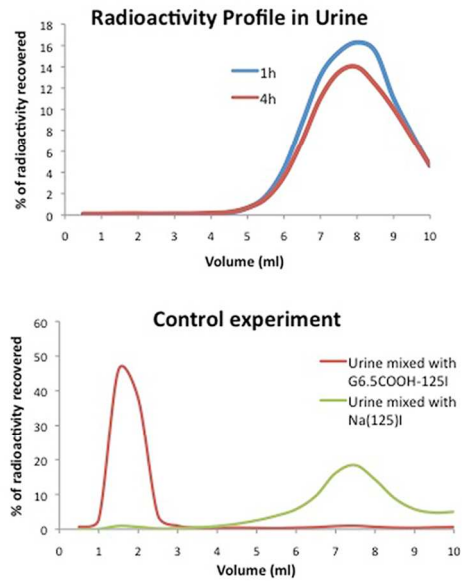 Radioactivity Profile in Urine
% of radioactivity recovered
18
16
14
12
10
8
6
4
2
0
1h
4h
0 1 2 3 4 5 6 7 8 9 10
Volume (ml)
Control experiment
% of radioactivity recovered
60
50
40
30
20
10
0
Urine mixed with
G6.5COOH-125I
Urine mixed with
Na(125)I
0 1 2 3 4 5 6 7 8 9 10
Volume (ml)